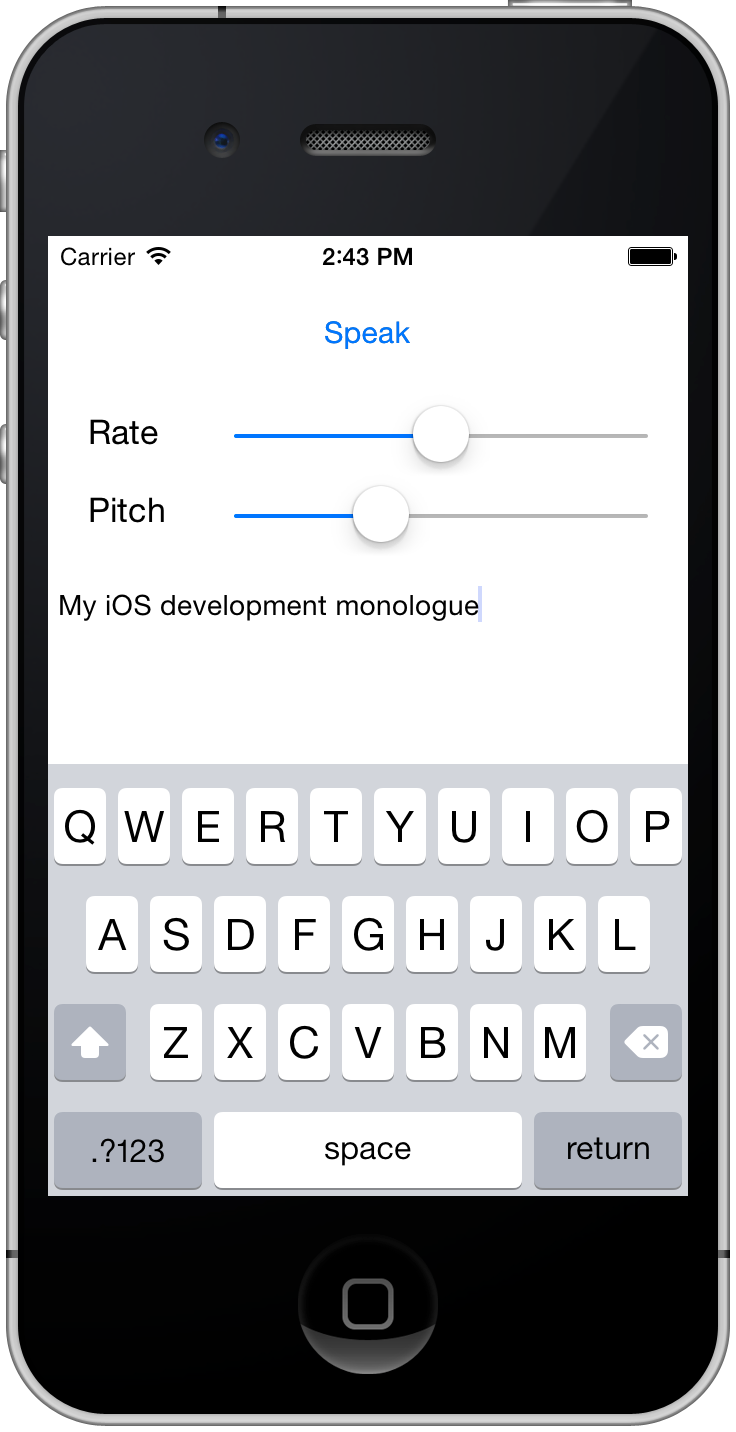 Carrier 2:43 PM
Speak
Rate
Pitch
My iOS development monologue
Q W E R T Y U I O P
A S D F G H J K L
Z X C V B N M
.?123 space return